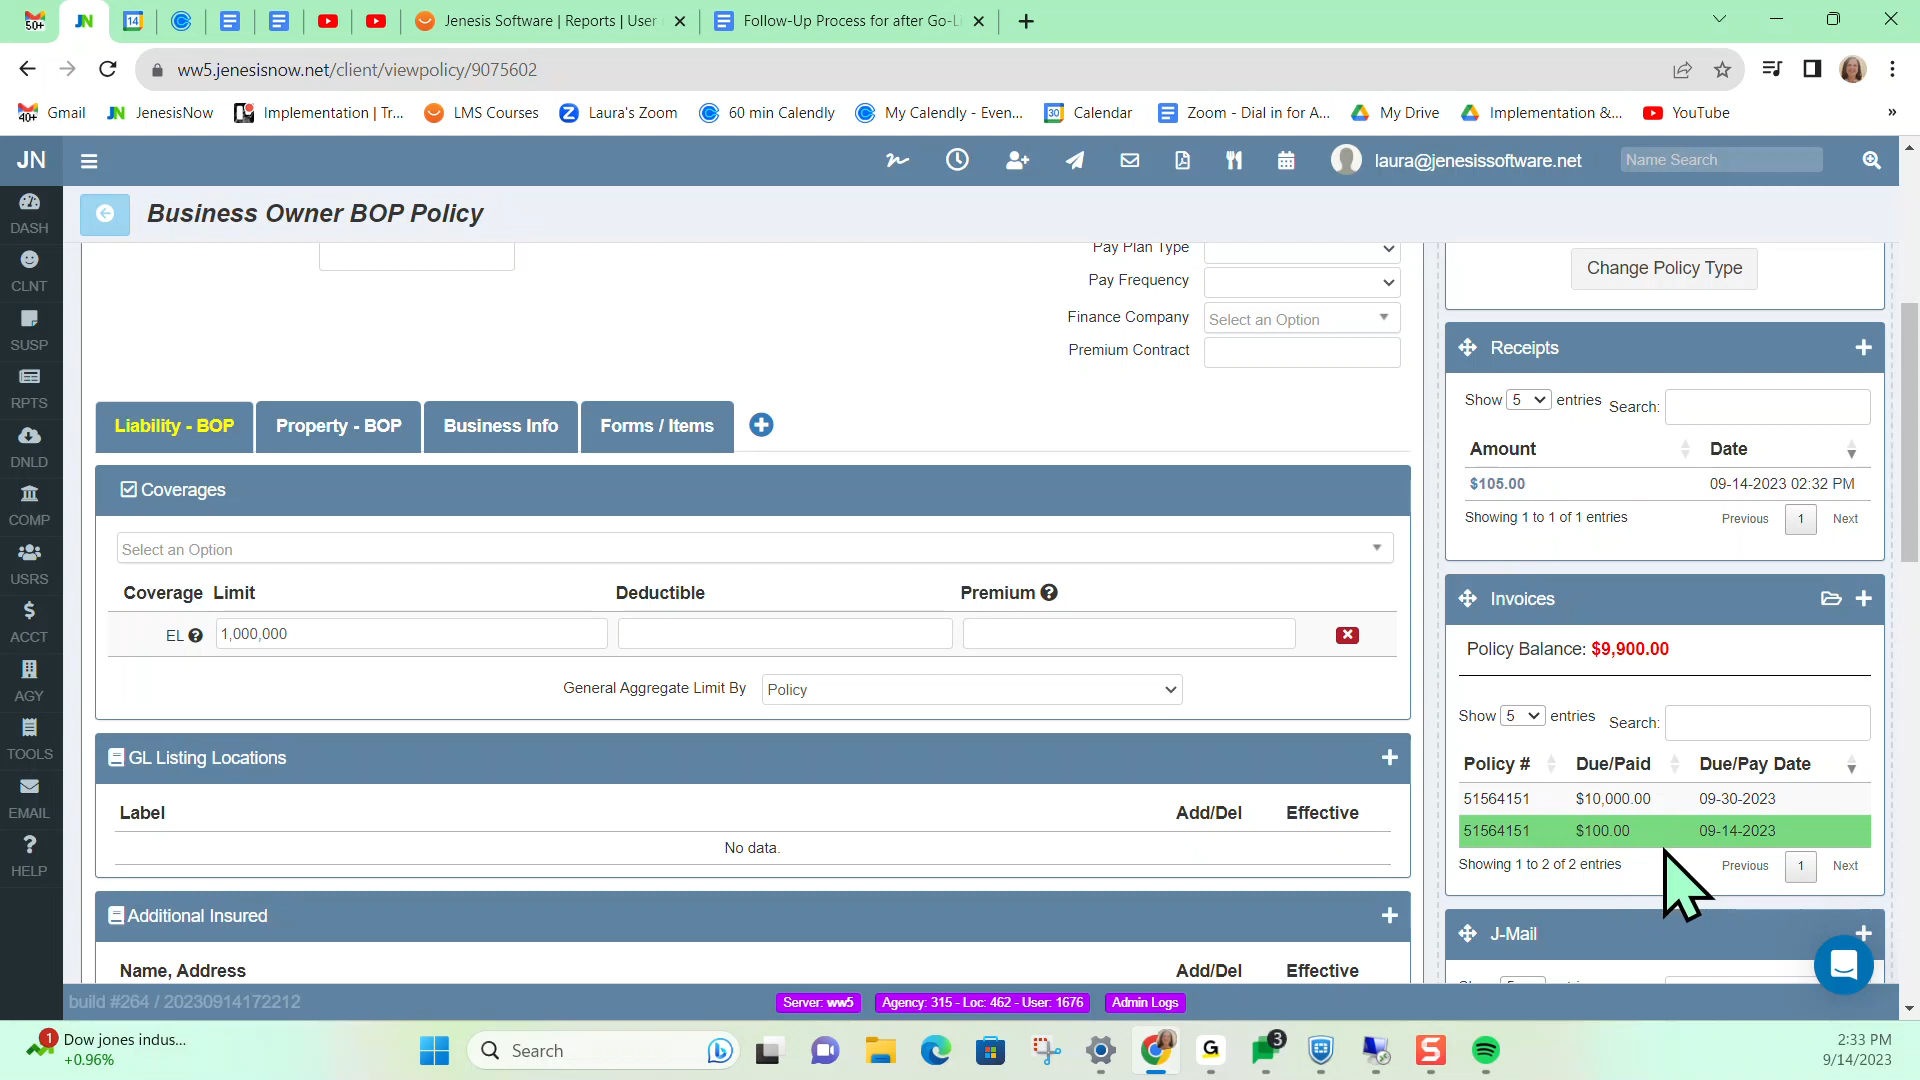 50+
JN
14
Jenesis Software | Reports | User
Follow-Up Process for after Go-Li
ww5.jenesisnow.net/client/viewpolicy/9075602
40+ Gmail
JN JenesisNow
Implementation | Tr...
LMS Courses
Z Laura's Zoom
60 min Calendly
My Calendly - Even...
30 Calendar
Zoom - Dial in for A...
My Drive
Implementation &...
YouTube
»
JN
laura@jenesissoftware.net
Name Search
Business Owner BOP Policy
DASH
CLNT
SUSP
RPTS
DNLD
COMP
USRS
$
ACCT
AGY
TOOLS
EMAIL
?
HELP
Pay Plan Type
Pay Frequency
Finance Company Select an Option
Premium Contract
Liability - BOP
Property - BOP
Business Info
Forms / Items
Coverages
Select an Option
Coverage Limit Deductible Premium ?
EL ? 1,000,000
General Aggregate Limit By Policy
GL Listing Locations
Label Add/Del Effective
No data.
Additional Insured
Name, Address Add/Del Effective
Change Policy Type
Receipts
Show 5 entries Search:
Amount Date
$105.00 09-14-2023 02:32 PM
Showing 1 to 1 of 1 entries Previous 1 Next
Invoices
Policy Balance: $9,900.00
Show 5 entries Search:
Policy # Due/Paid Due/Pay Date
51564151 $10,000.00 09-30-2023
51564151 $100.00 09-14-2023
Showing 1 to 2 of 2 entries Previous 1 Next
J-Mail
build #264 / 20230914172212
Server: ww5
Agency: 315 - Loc: 462 - User: 1676
Admin Logs
1
Dow jones indus...
+0.96%
Search
G
3
S
2:33 PM
9/14/2023